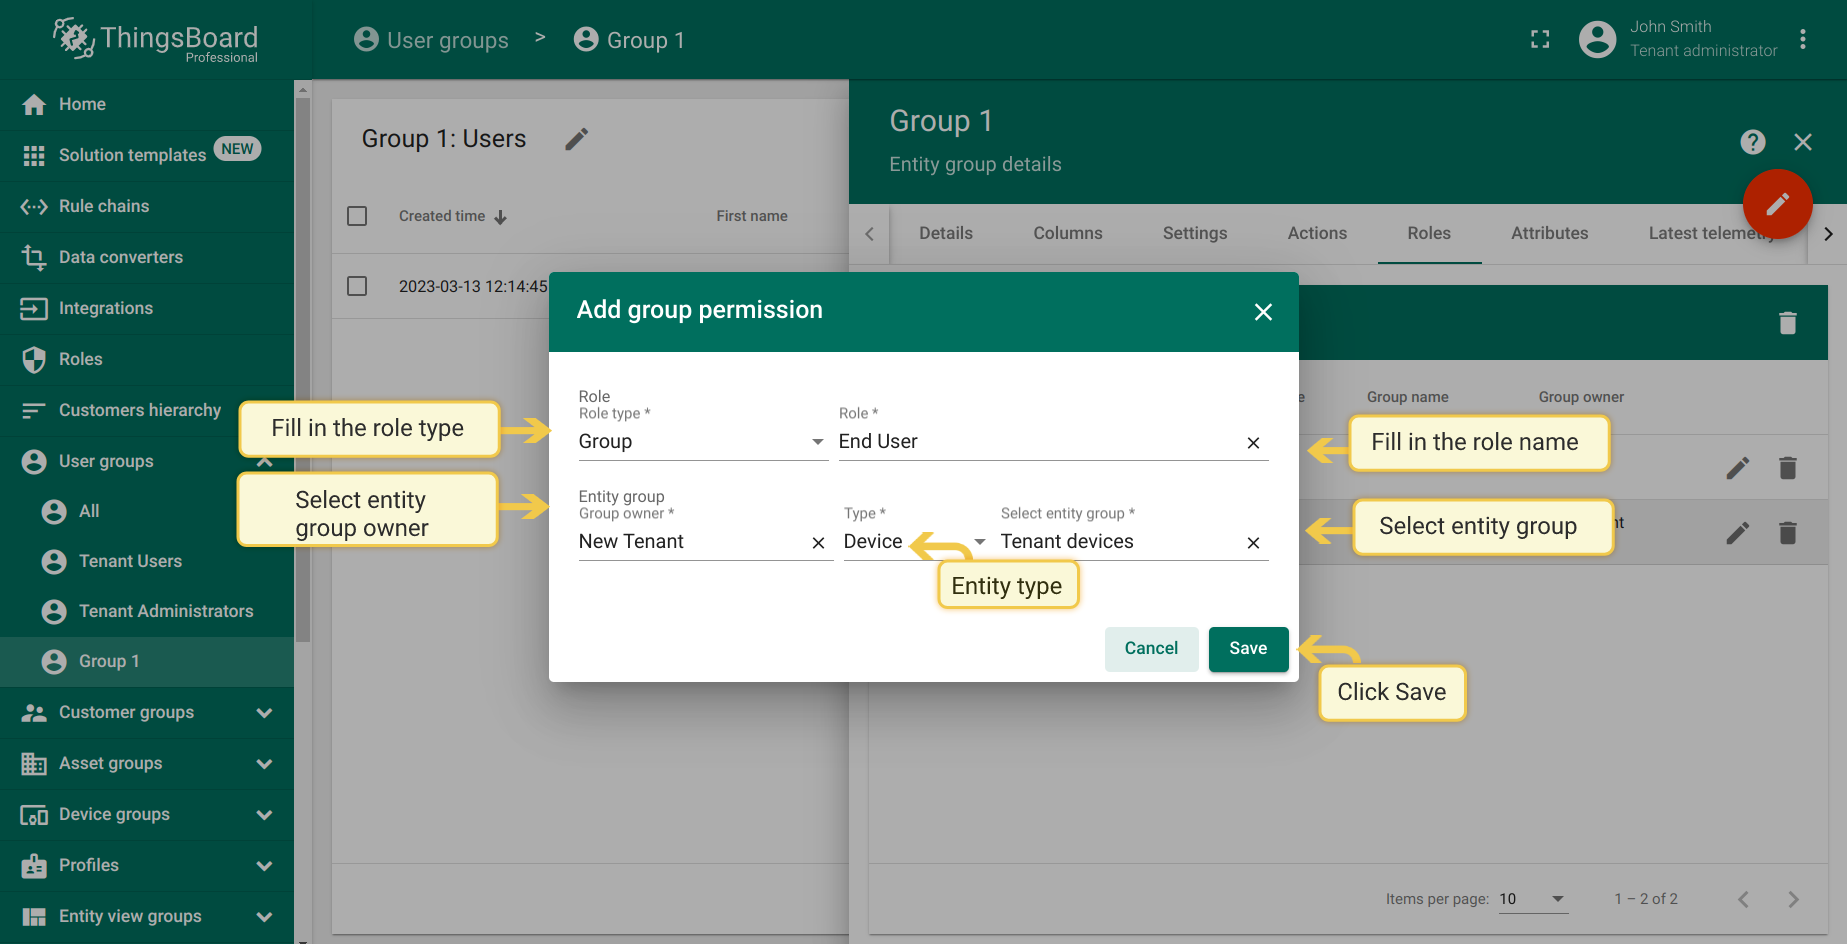 ThingsBoard
Professional
User groups > Group 1
John Smith
Tenant administrator
Home
Solution templates NEW
Rule chains
Data converters
Integrations
Roles
Customers hierarchy
User groups
All
Tenant Users
Tenant Administrators
Group 1
Customer groups
Asset groups
Device groups
Profiles
Entity view groups
Group 1: Users
Created time
First name
2023-03-13 12:14:45
Group 1
Entity group details
Details
Columns
Settings
Actions
Roles
Attributes
Latest telemetry
Group name
Group owner
Add group permission
Role
Role type *
Group
Role *
End User
Entity group
Group owner *
New Tenant
Type *
Device
Select entity group *
Tenant devices
Cancel
Save
Fill in the role type
Fill in the role name
Select entity
group owner
Select entity group
Entity type
Click Save
Items per page: 10
1 – 2 of 2